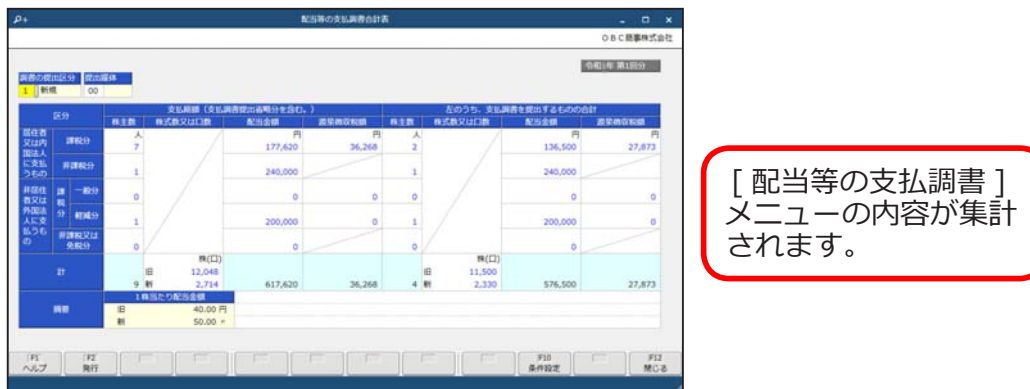 配当等の支払調書合計表
OBC商事株式会社
令和1年 第1回分
調書の提出区分 提出媒体
1 新規 00
区分 支払総額（支払調書提出省略分を含む。） 左のうち、支払調書を提出するものの合計
株主数 株式数又は口数 配当金額 源泉徴収税額 株主数 株式数又は口数 配当金額 源泉徴収税額
居住者又は内国法人に支払うもの
課税分 人 7 円 177,620 円 36,268 人 2 円 136,500 円 27,873
非課税分 1 240,000 1 240,000
非居住者又は外国法人に支払うもの
課税分
一般分 0 0 0 0 0 0
軽減分 1 200,000 0 1 200,000 0
非課税又は免税分 0 0 0 0
計 9 株(口) 旧 12,048 新 2,714 617,620 36,268 4 株(口) 旧 11,500 新 2,330 576,500 27,873
摘要 1株当たり配当金額
旧 40.00 円
新 50.00 〃
F1 ヘルプ F2 発行 F10 条件設定 F12 閉じる
[ 配当等の支払調書 ]
メニューの内容が集計
されます。